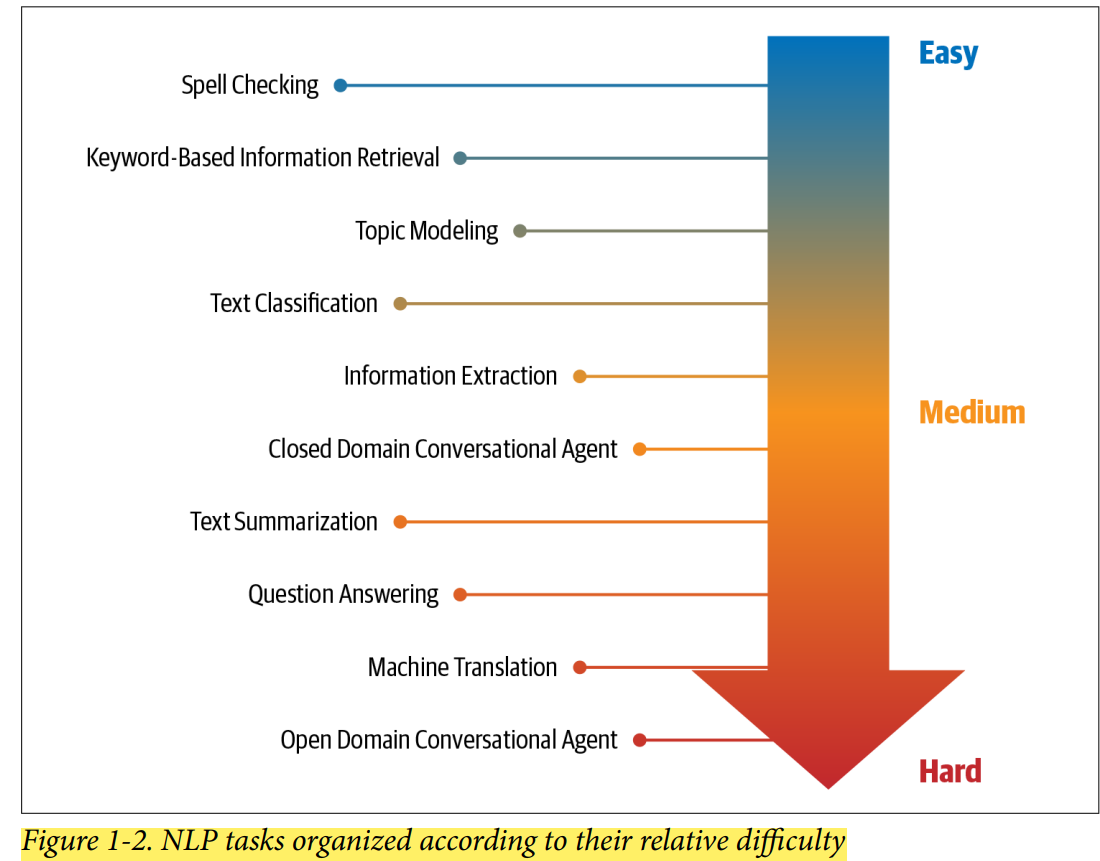 Easy
Spell Checking
Keyword-Based Information Retrieval
Topic Modeling
Text Classification
Information Extraction
Medium
Closed Domain Conversational Agent
Text Summarization
Question Answering
Machine Translation
Open Domain Conversational Agent
Hard
Figure 1-2. NLP tasks organized according to their relative difficulty